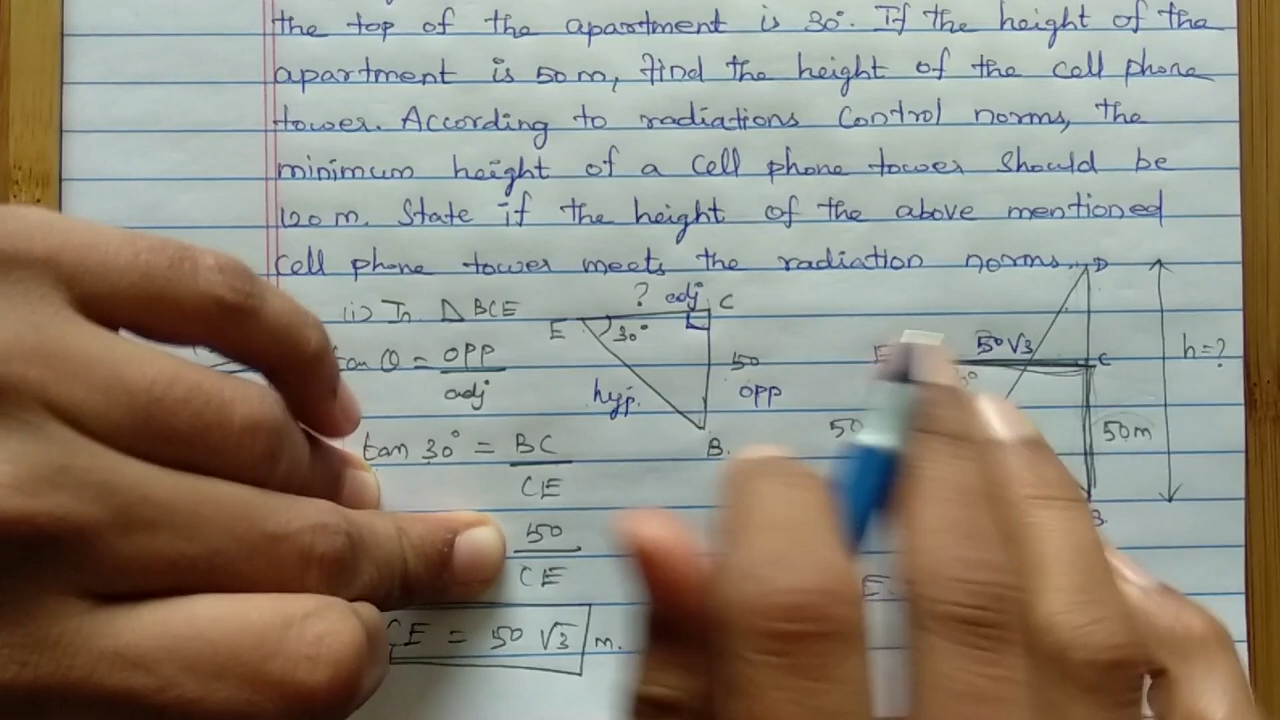 the top of the apartment is 30°. If the height of the
apartment is 50m, find the height of the cell phone
tower. According to radiations control norms, the
minimum height of a cell phone tower should be
120 m. State if the height of the above mentioned
cell phone tower meets the radiation norms.
(i) In △ BCE
tan θ = opp
adj
tan 30° = BC
CE
50
CE
CE = 50 √3 m.
? adj C
E 30°
50
hyp. opp
B.
D
E 50√3 C
h=?
50
50m
B
E